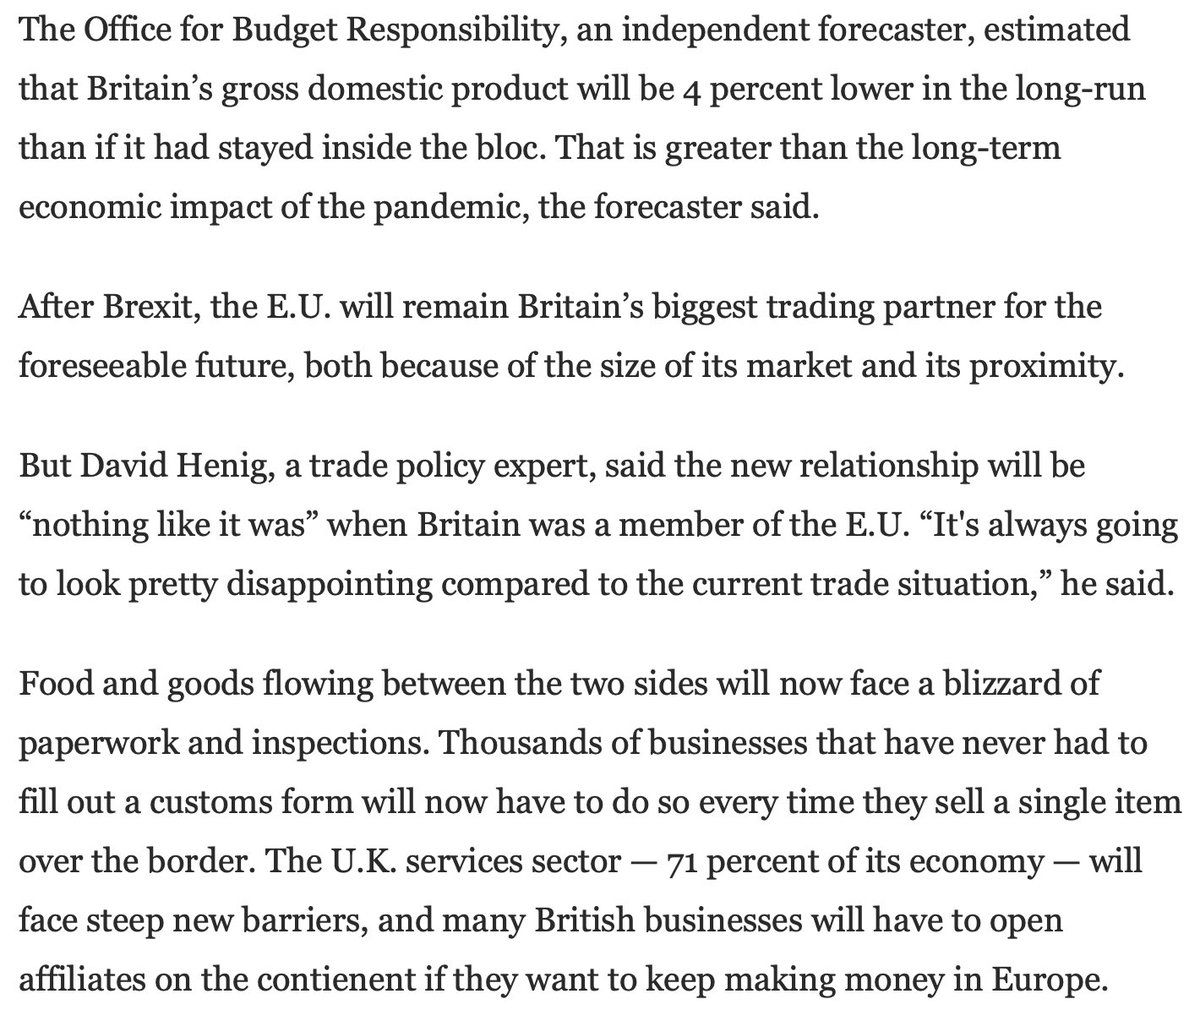 The Office for Budget Responsibility, an independent forecaster, estimated
that Britain’s gross domestic product will be 4 percent lower in the long-run
than if it had stayed inside the bloc. That is greater than the long-term
economic impact of the pandemic, the forecaster said.
After Brexit, the E.U. will remain Britain’s biggest trading partner for the
foreseeable future, both because of the size of its market and its proximity.
But David Henig, a trade policy expert, said the new relationship will be
“nothing like it was” when Britain was a member of the E.U. “It's always going
to look pretty disappointing compared to the current trade situation,” he said.
Food and goods flowing between the two sides will now face a blizzard of
paperwork and inspections. Thousands of businesses that have never had to
fill out a customs form will now have to do so every time they sell a single item
over the border. The U.K. services sector — 71 percent of its economy — will
face steep new barriers, and many British businesses will have to open
affiliates on the contienent if they want to keep making money in Europe.